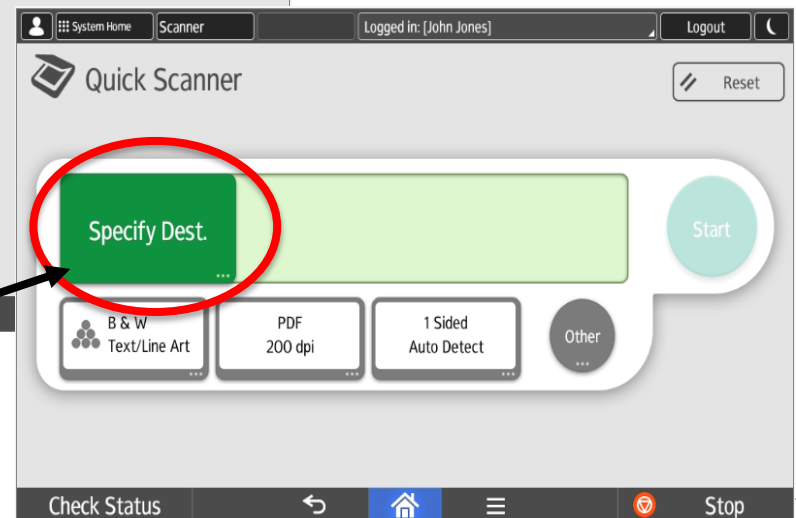 System Home
Scanner
Logged in: [John Jones]
Logout
Quick Scanner
Reset
Specify Dest.
Start
B & W
Text/Line Art
PDF
200 dpi
1 Sided
Auto Detect
Other
Check Status
Stop